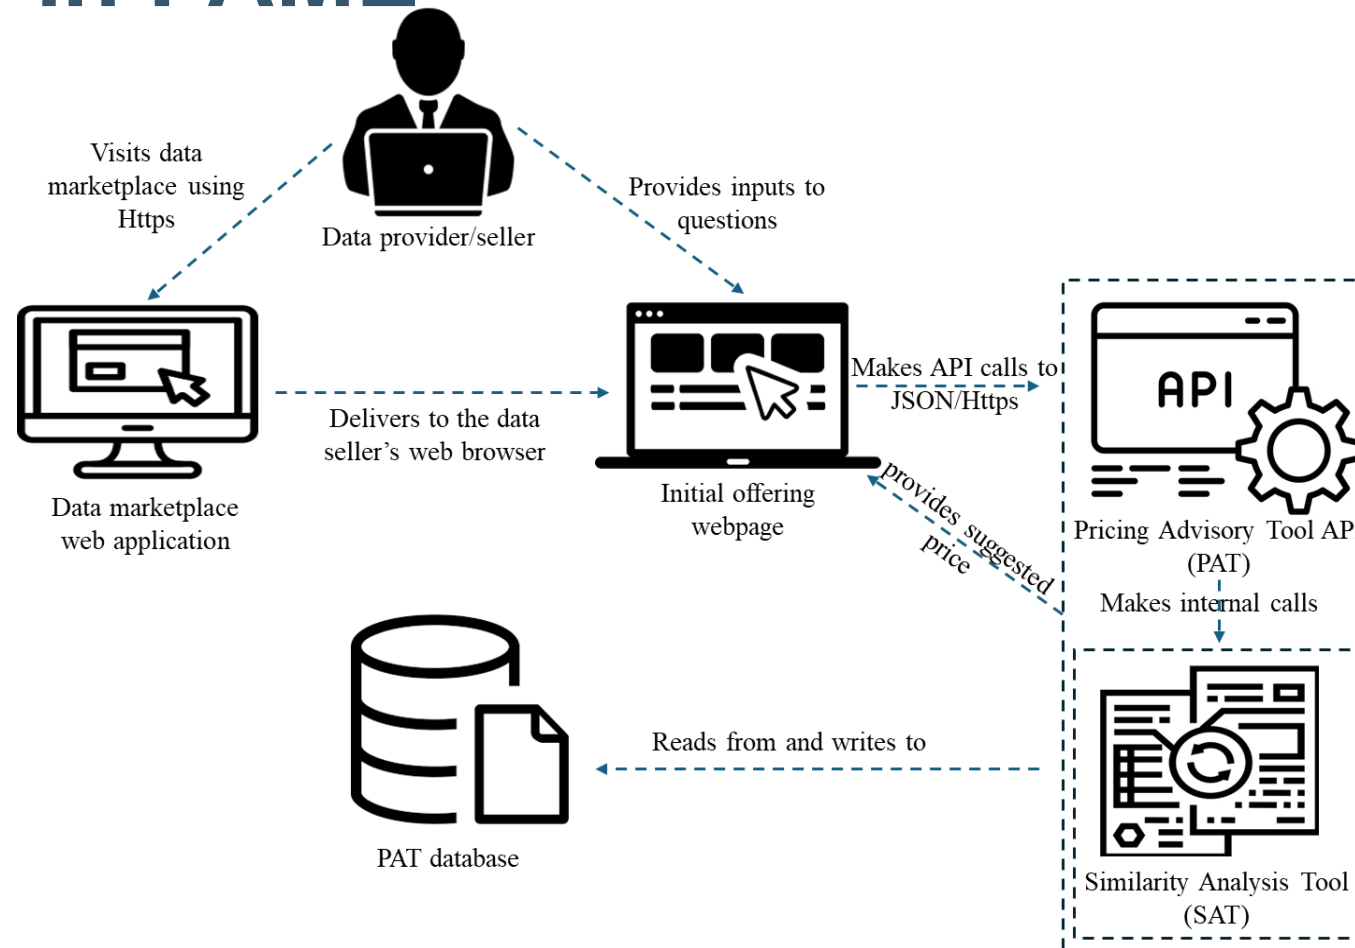 in FAME
Visits data
marketplace using
Https
Provides inputs to
questions
Data provider/seller
Makes API calls to
JSON/Https
API
Delivers to the data
seller's web browser
Data marketplace
web application
Initial offering
webpage
provides suggested
price
Pricing Advisory Tool AP
(PAT)
Makes internal calls
Reads from and writes to
PAT database
Similarity Analysis Tool
(SAT)